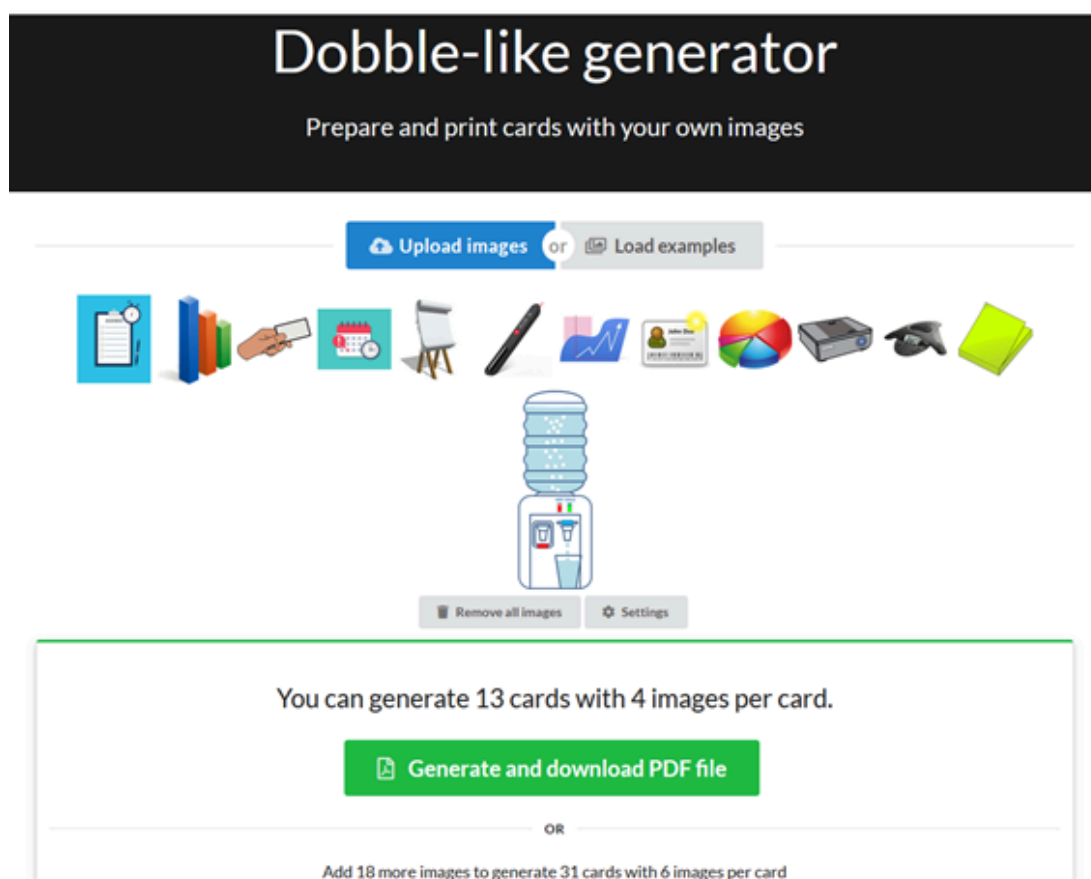 Dobble-like generator
Prepare and print cards with your own images
Upload images or Load examples
John Doe
Remove all images Settings
You can generate 13 cards with 4 images per card.
Generate and download PDF file
OR
Add 18 more images to generate 31 cards with 6 images per card